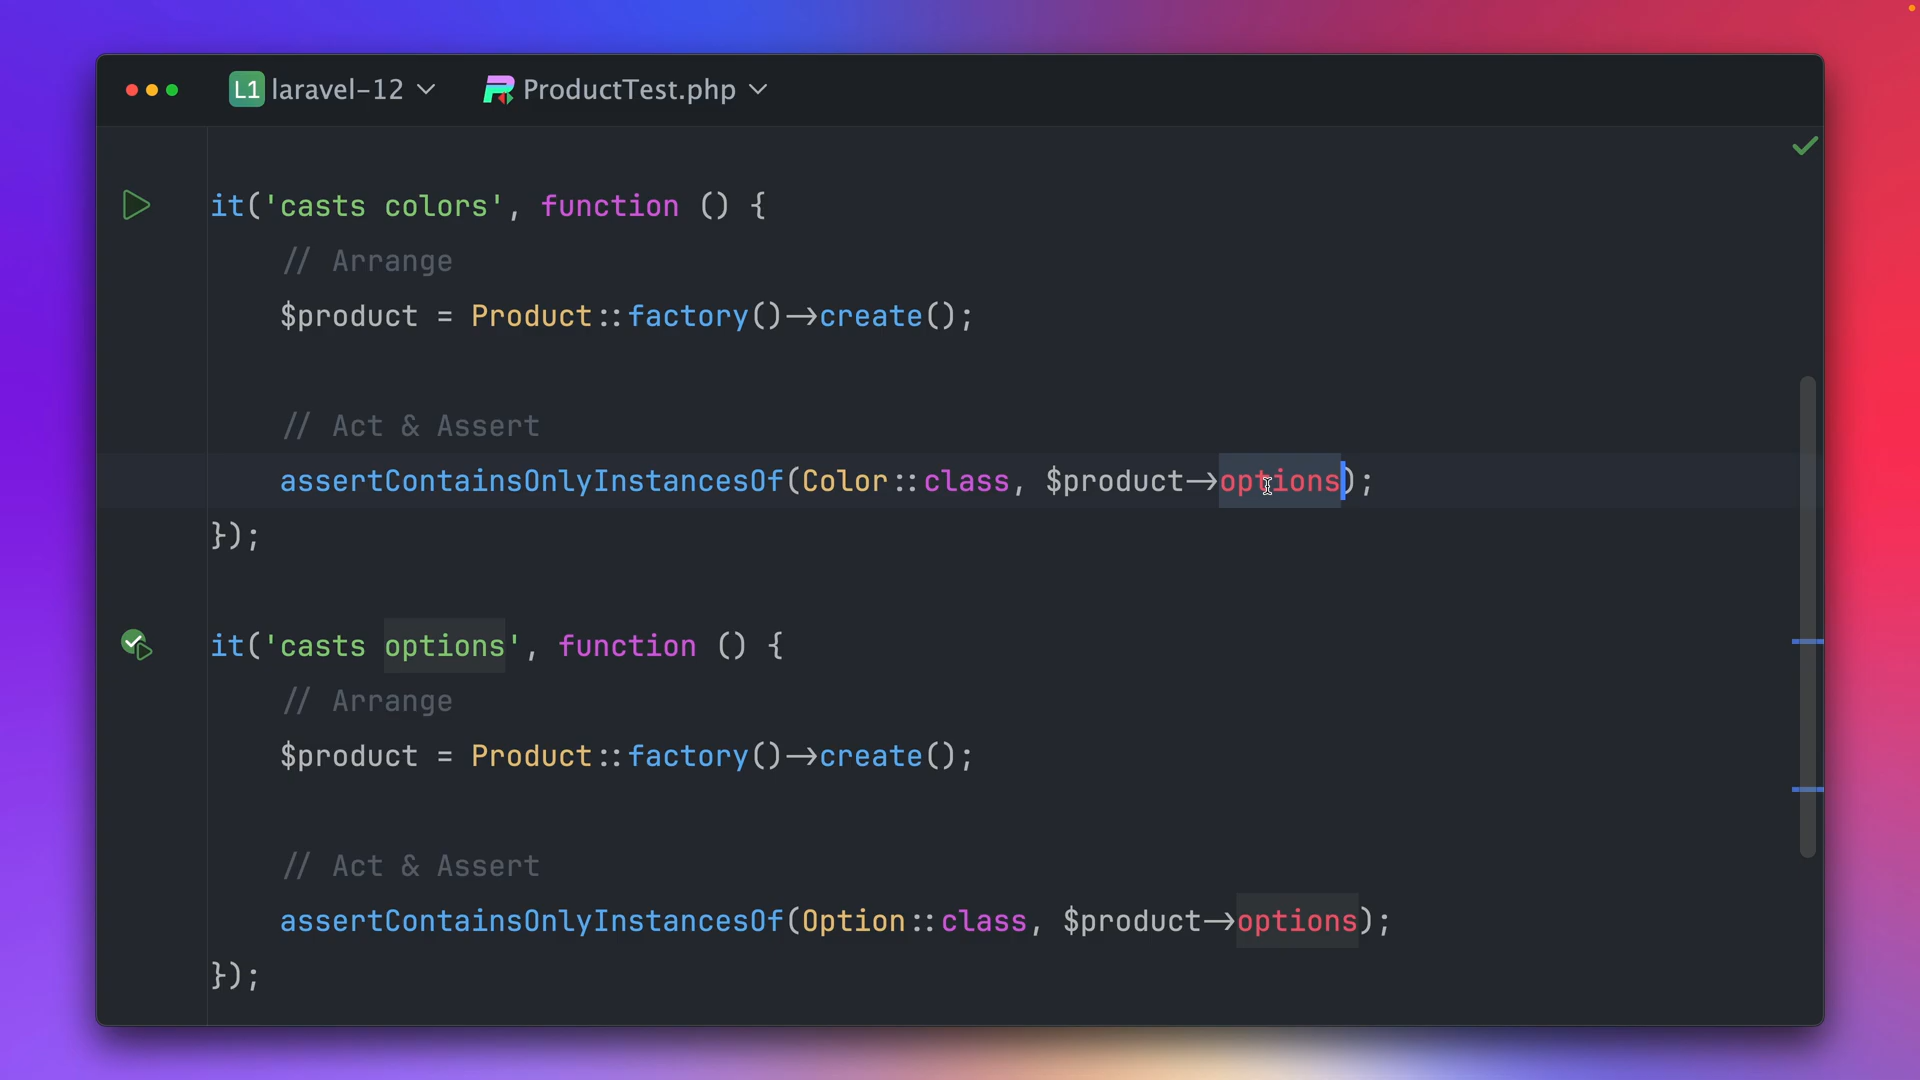 L1 laravel-12 ProductTest.php
it('casts colors', function () {
// Arrange
$product = Product::factory()->create();
// Act & Assert
assertContainsOnlyInstancesOf(Color::class, $product->options);
});
it('casts options', function () {
// Arrange
$product = Product::factory()->create();
// Act & Assert
assertContainsOnlyInstancesOf(Option::class, $product->options);
});